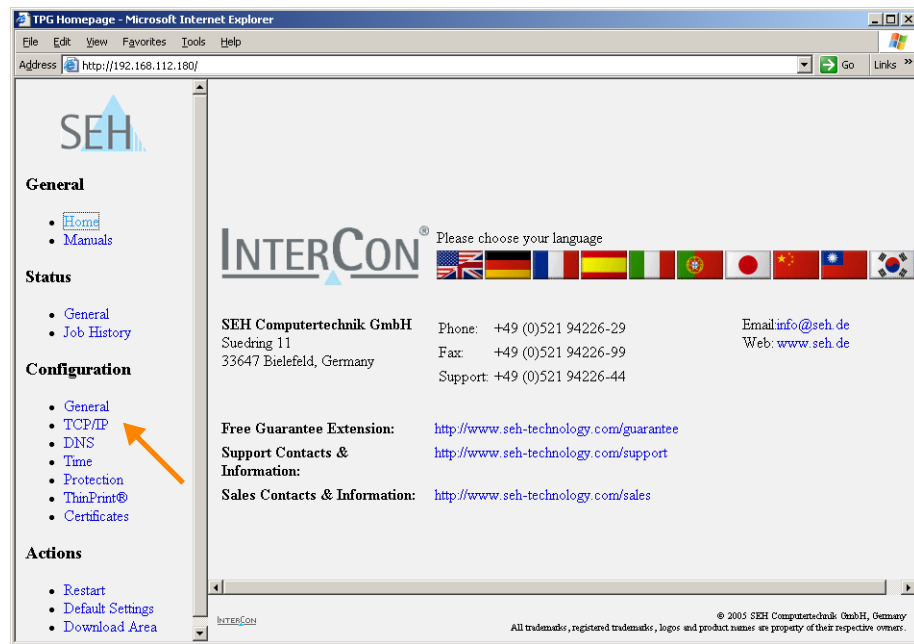 TPG Homepage - Microsoft Internet Explorer
File Edit View Favorites Tools Help
Address http://192.168.112.180/ Go Links »
SEH
General
Home
Manuals
Status
General
Job History
Configuration
General
TCP/IP
DNS
Time
Protection
ThinPrint®
Certificates
Actions
Restart
Default Settings
Download Area
INTERCON®
Please choose your language
SEH Computertechnik GmbH
Suedring 11
33647 Bielefeld, Germany
Phone: +49 (0)521 94226-29
Fax: +49 (0)521 94226-99
Support: +49 (0)521 94226-44
Email:info@seh.de
Web: www.seh.de
Free Guarantee Extension: http://www.seh-technology.com/guarantee
Support Contacts & http://www.seh-technology.com/support
Information:
Sales Contacts & Information: http://www.seh-technology.com/sales
INTERCON
© 2005 SEH Computertechnik GmbH, Germany
All trademarks, registered trademarks, logos and product names are property of their respective owners.